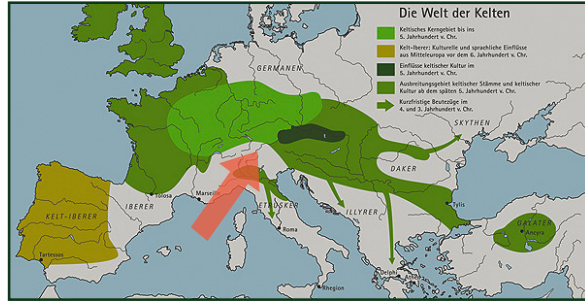 Die Welt der Kelten
Keltisches Kerngebiet bis ins
5. Jahrhundert v. Chr.
Kelt-Iberer: Kulturelle und sprachliche Einflüsse
aus Mitteleuropa vor dem 6. Jahrhundert v. Chr.
Einflüsse keltischer Kultur im
5. Jahrhundert v. Chr.
Ausbreitungsgebiet keltischer Stämme und keltischer
Kultur ab dem späten 5. Jahrhundert v. Chr.
Kurzfristige Beutezüge im
4. und 3. Jahrhundert v. Chr.
GERMANEN
SKYTHEN
DAKER
IBERER
Tolosa
Marseille
ETRUSKER
ILLYRER
Tylis
GALATER
Ancyra
KELT-IBERER
Roma
Tartessos
Delphi
Rhegion